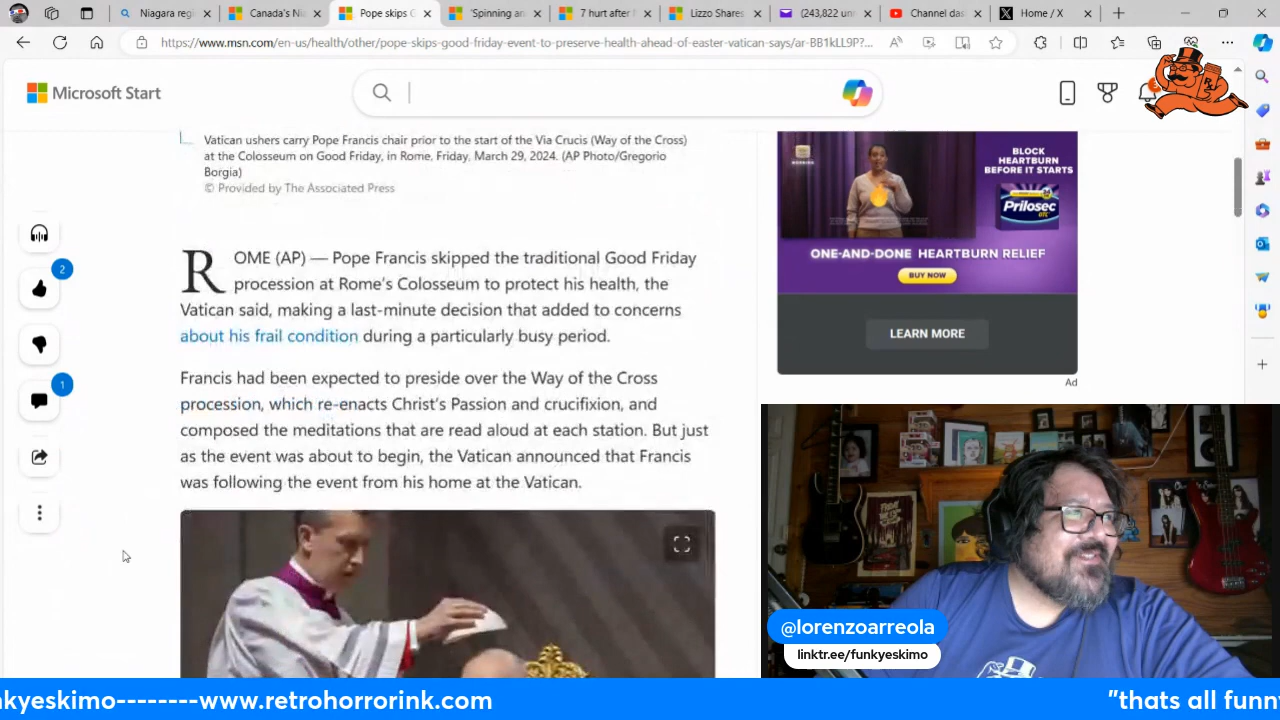 Niagara reg
Canada's Nia
Pope skips G
'Spinning an
7 hurt after h
Lizzo Shares
(243,822 unr
Channel das
Home / X
https://www.msn.com/en-us/health/other/pope-skips-good-friday-event-to-preserve-health-ahead-of-easter-vatican-says/ar-BB1kLL9P?...
Microsoft Start
Vatican ushers carry Pope Francis chair prior to the start of the Via Crucis (Way of the Cross)
at the Colosseum on Good Friday, in Rome, Friday, March 29, 2024. (AP Photo/Gregorio
Borgia)
© Provided by The Associated Press
ROME (AP) — Pope Francis skipped the traditional Good Friday
procession at Rome's Colosseum to protect his health, the
Vatican said, making a last-minute decision that added to concerns
about his frail condition during a particularly busy period.
Francis had been expected to preside over the Way of the Cross
procession, which re-enacts Christ's Passion and crucifixion, and
composed the meditations that are read aloud at each station. But just
as the event was about to begin, the Vatican announced that Francis
was following the event from his home at the Vatican.
2
1
BLOCK
HEARTBURN
BEFORE IT STARTS
Prilosec
OTC
ONE-AND-DONE HEARTBURN RELIEF
BUY NOW
LEARN MORE
Ad
@lorenzoarreola
linktr.ee/funkyeskimo
nkyeskimo--------www.retrohorrorink.com
"thats all funn